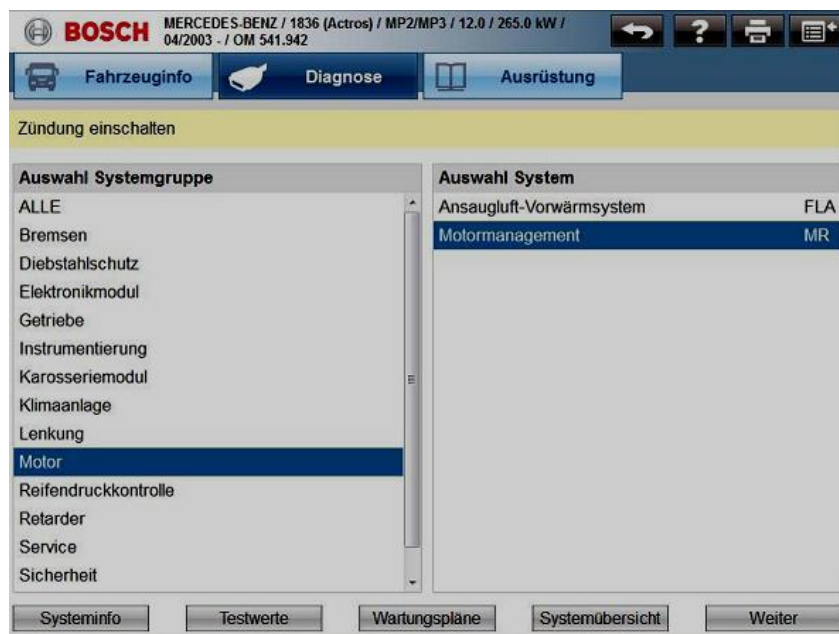 BOSCH
MERCEDES-BENZ / 1836 (Actros) / MP2/MP3 / 12.0 / 265.0 kW /
04/2003 - / OM 541.942
?
Fahrzeuginfo
Diagnose
Ausrüstung
Zündung einschalten
Auswahl Systemgruppe
ALLE
Bremsen
Diebstahlschutz
Elektronikmodul
Getriebe
Instrumentierung
Karosseriemodul
Klimaanlage
Lenkung
Motor
Reifendruckkontrolle
Retarder
Service
Sicherheit
Auswahl System
Ansaugluft-Vorwärmsystem FLA
Motormanagement MR
Systeminfo
Testwerte
Wartungspläne
Systemübersicht
Weiter